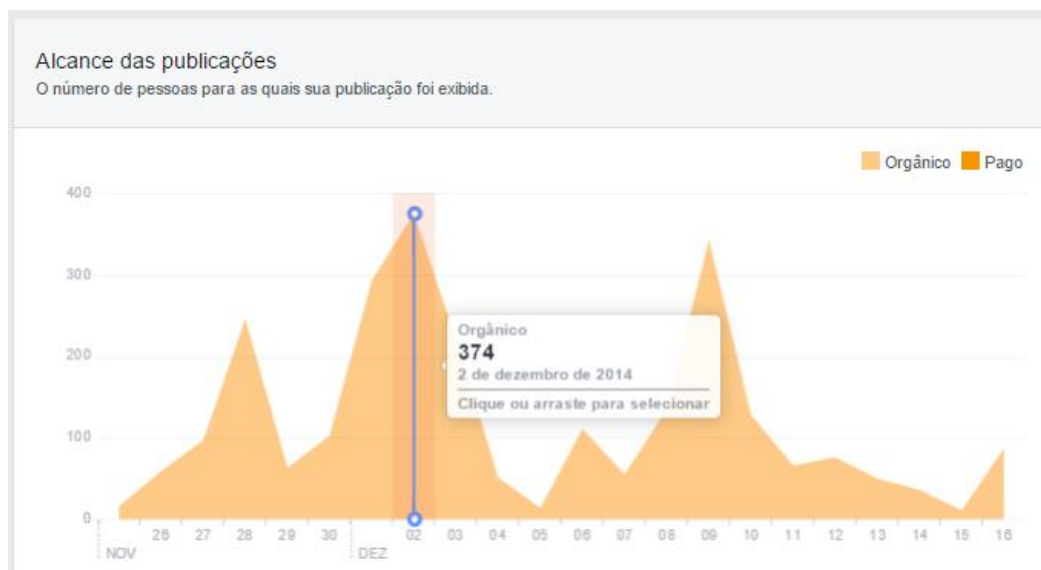 Alcance das publicações
O número de pessoas para as quais sua publicação foi exibida.
Orgânico Pago
400
300
200
100
0
Orgânico
374
2 de dezembro de 2014
Clique ou arraste para selecionar
26 27 28 29 30 02 03 04 05 06 07 08 09 10 11 12 13 14 15 16
NOV DEZ